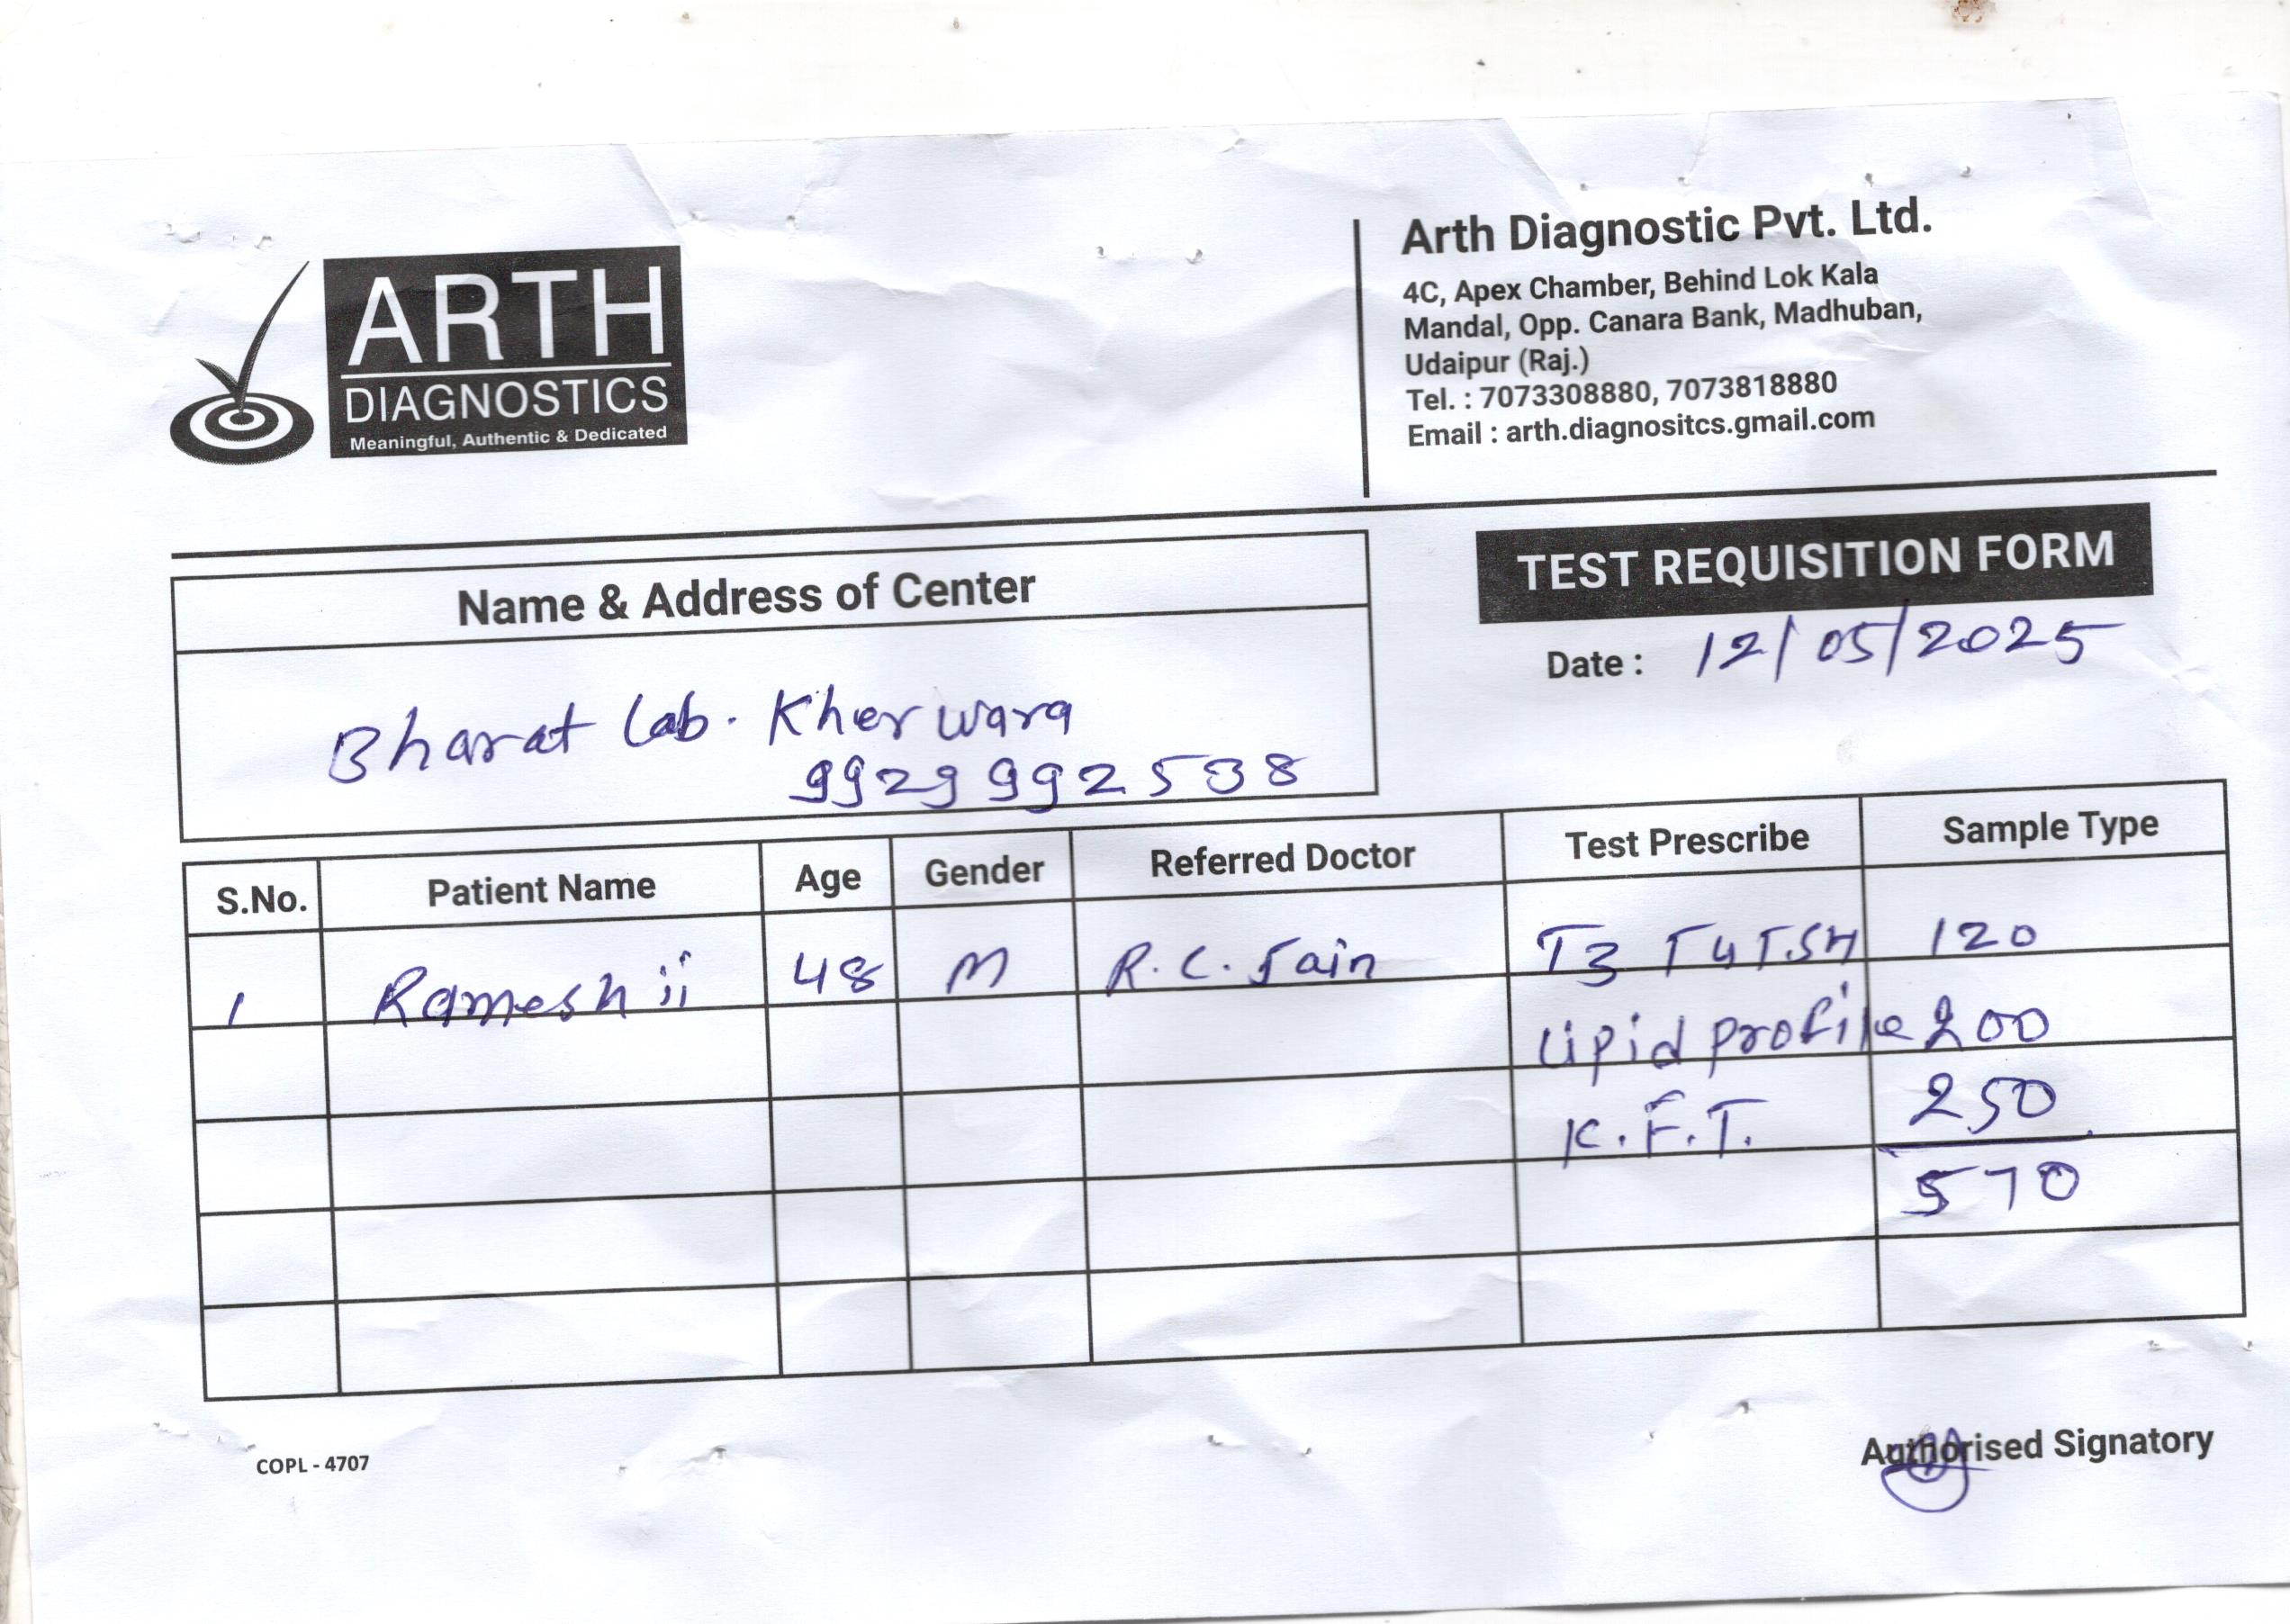 ARTH
DIAGNOSTICS
Meaningful, Authentic & Dedicated
Arth Diagnostic Pvt. Ltd.
4C, Apex Chamber, Behind Lok Kala
Mandal, Opp. Canara Bank, Madhuban,
Udaipur (Raj.)
Tel. : 7073308880, 7073818880
Email : arth.diagnositcs.gmail.com
Name & Address of Center
Bharat Lab. Kherwara
9929992538
TEST REQUISITION FORM
Date : 12/05/2025
S.No. Patient Name Age Gender Referred Doctor Test Prescribe Sample Type
1 Ramesh ji 48 M R.C. Jain T3 T4 T.SH 120
Lipid profile 200
K.F.T. 250
570
COPL - 4707
Authorised Signatory